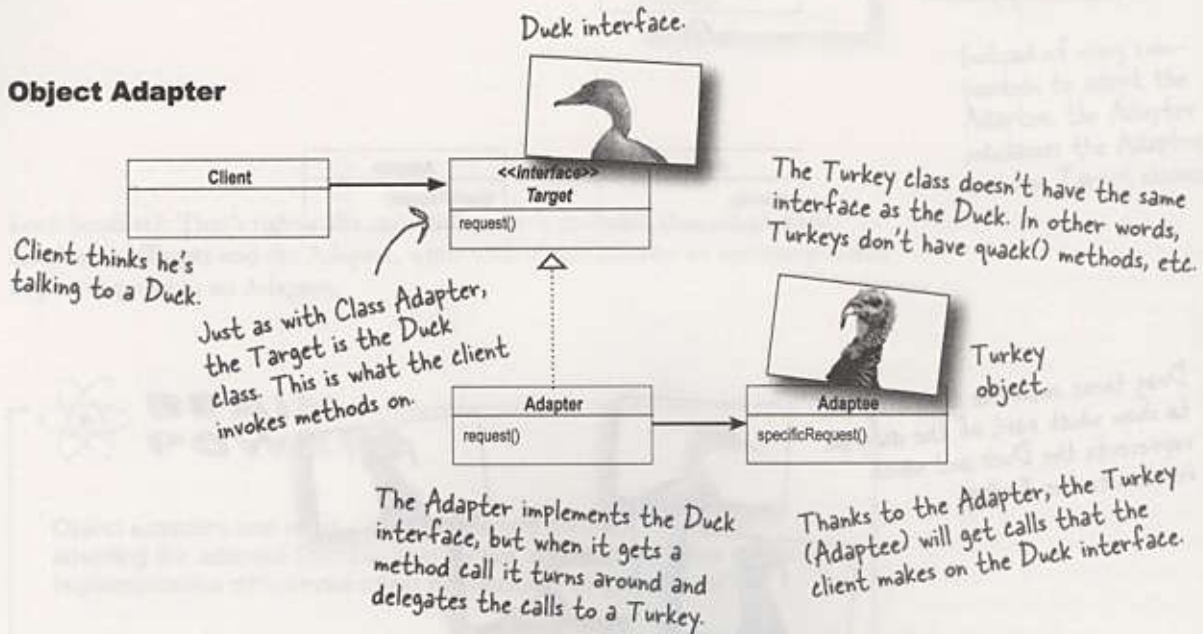 Duck interface.
Object Adapter
Client
<<interface>>
Target
request()
The Turkey class doesn't have the same
interface as the Duck. In other words,
Turkeys don't have quack() methods, etc.
Client thinks he's
talking to a Duck.
Just as with Class Adapter,
the Target is the Duck
class. This is what the client
invokes methods on.
Turkey
object.
Adapter
request()
Adaptee
specificRequest()
The Adapter implements the Duck
interface, but when it gets a
method call it turns around and
delegates the calls to a Turkey.
Thanks to the Adapter, the Turkey
(Adaptee) will get calls that the
client makes on the Duck interface.